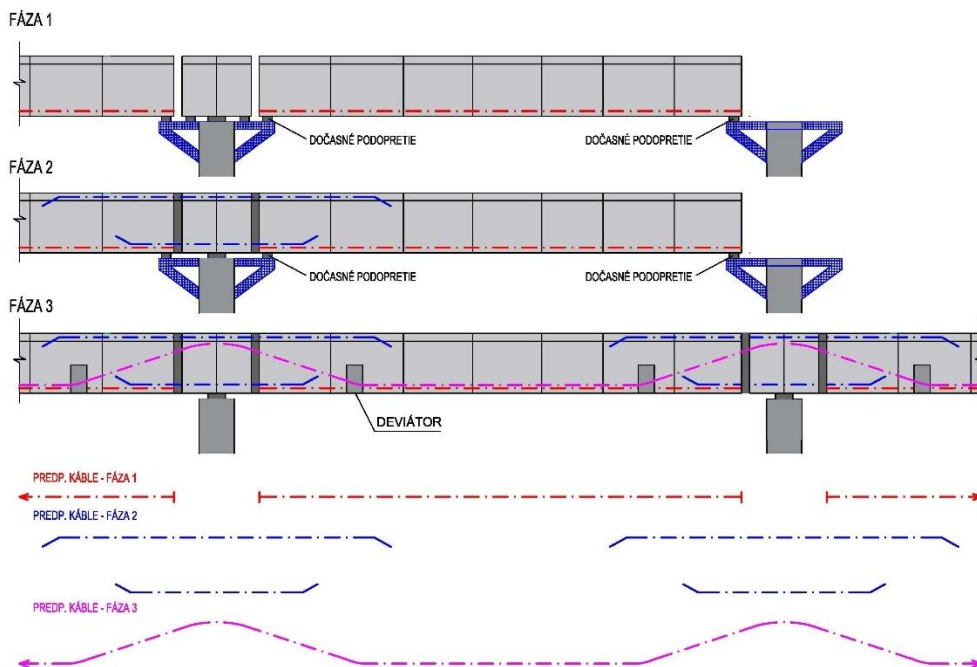 FÁZA 1
DOČASNÉ PODOPRETIE
DOČASNÉ PODOPRETIE
FÁZA 2
DOČASNÉ PODOPRETIE
DOČASNÉ PODOPRETIE
FÁZA 3
DEVIÁTOR
PREDP. KÁBLE - FÁZA 1
PREDP. KÁBLE - FÁZA 2
PREDP. KÁBLE - FÁZA 3